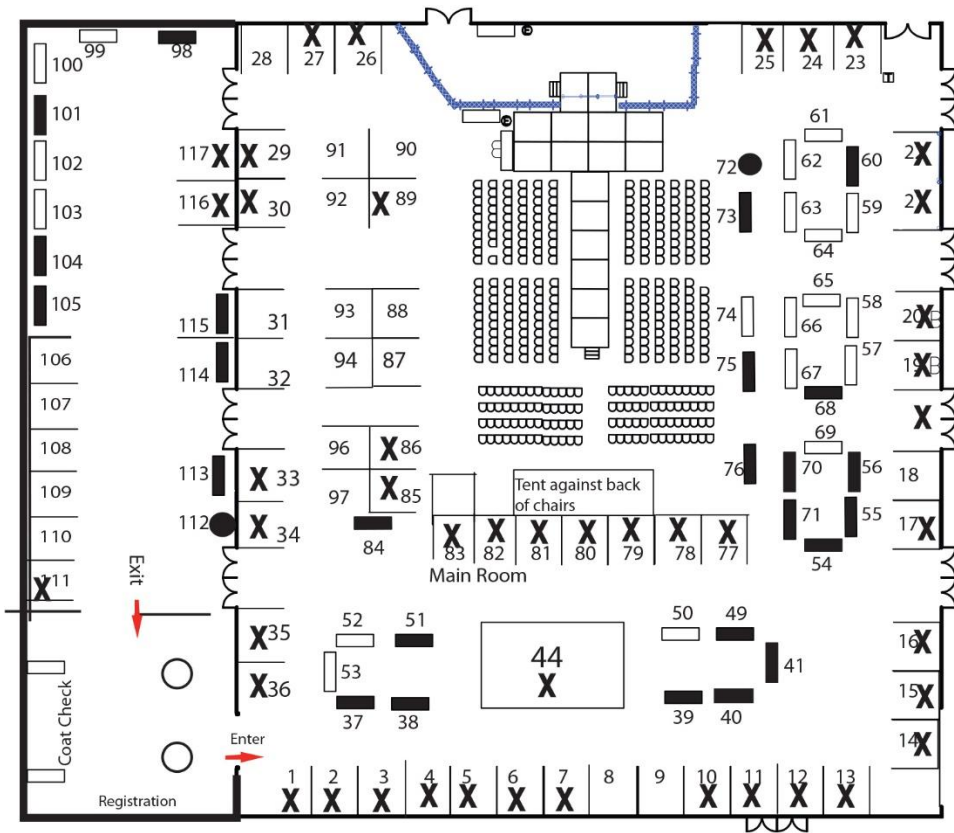 99 98 28 27 26 25 24 23
100
101
102
103
104
105
106
107
108
109
110
111
117 X X 29 91 90
116 X X 30 92 X 89
115 31 93 88
114 32 94 87
113 X 33 96 X 86
112 X 34 97 X 85
84
X X X X X
61
72 62 60
73 63 59
64
65
74 66 58
75 67 57
68
69
76 70 56
71 55
54
X
X
20 X B
19 X B
X
18
17 X
Tent against back
of chairs
X X X X X X X
83 82 81 80 79 78 77
Main Room
Exit
X
X 35
X 36
52 51
53
37 38
44
X
50 49
41
39 40
16 X
15 X
14 X
Coat Check
Enter
Registration
1 2 3 4 5 6 7 8 9 10 11 12 13
X X X X X X X X X X X